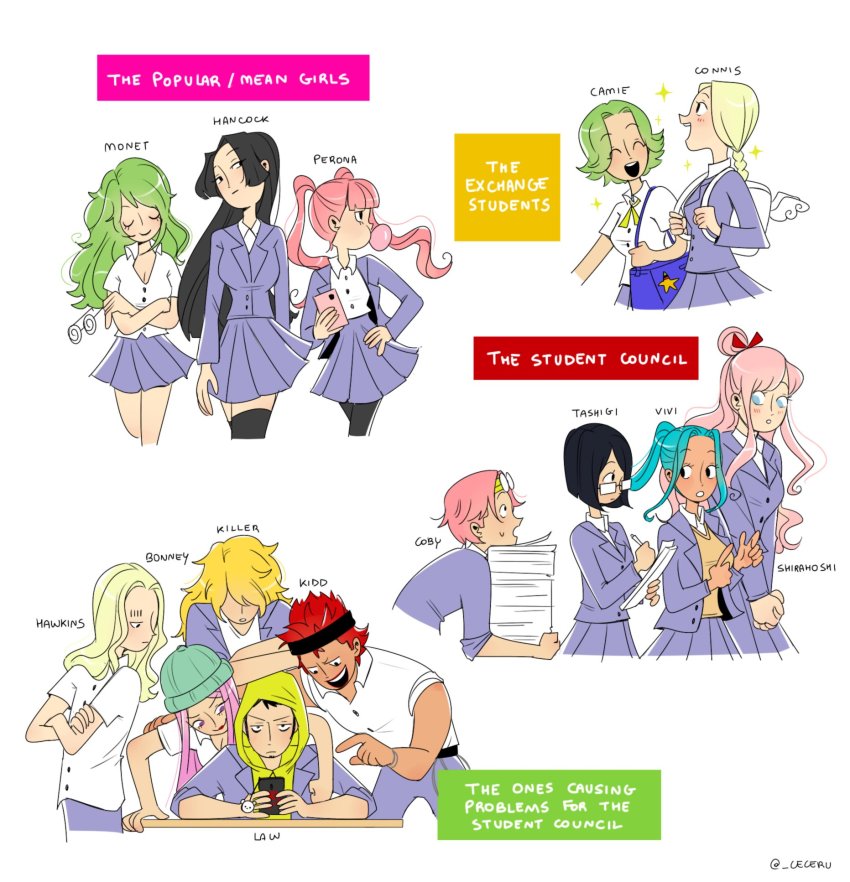 THE POPULAR / MEAN GIRLS
MONET
HANCOCK
PERONA
CAMIE
CONNIS
THE
EXCHANGE
STUDENTS
THE STUDENT COUNCIL
TASHIGI
VIVI
COBY
SHIRAHOSHI
KILLER
BONNEY
KIDD
HAWKINS
LAW
THE ONES CAUSING
PROBLEMS FOR THE
STUDENT COUNCIL
@_CECERU